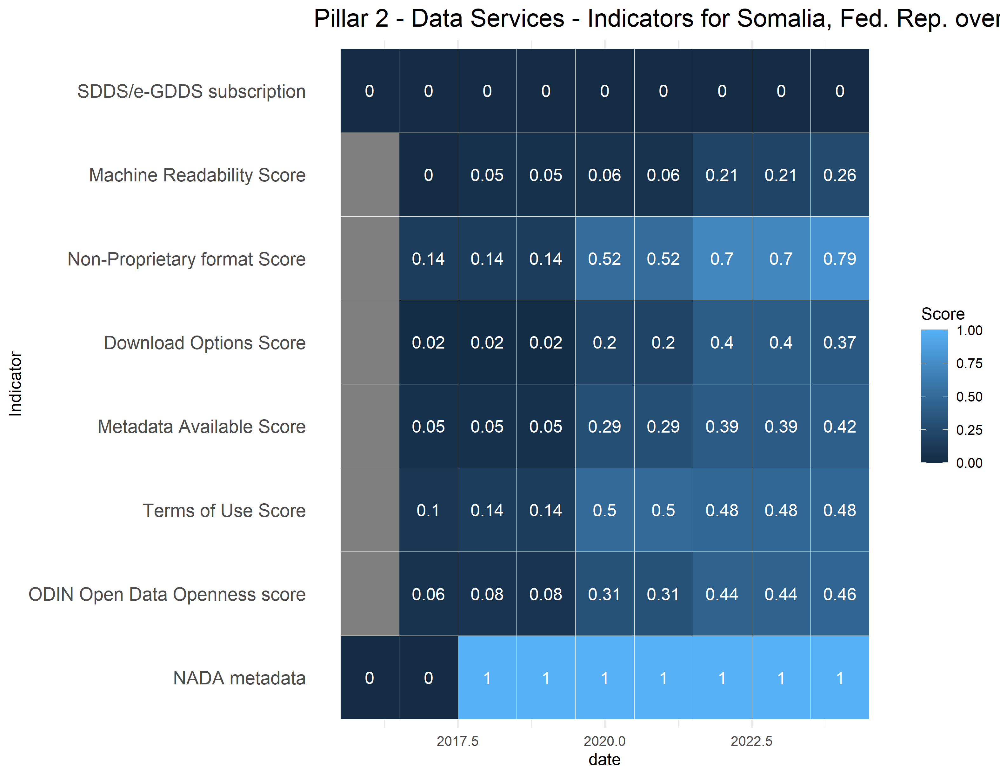 Pillar 2 - Data Services - Indicators for Somalia, Fed. Rep. over
SDDS/e-GDDS subscription 0 0 0 0 0 0 0 0 0
Machine Readability Score 0 0.05 0.05 0.06 0.06 0.21 0.21 0.26
Non-Proprietary format Score 0.14 0.14 0.14 0.52 0.52 0.7 0.7 0.79
Download Options Score 0.02 0.02 0.02 0.2 0.2 0.4 0.4 0.37
Metadata Available Score 0.05 0.05 0.05 0.29 0.29 0.39 0.39 0.42
Terms of Use Score 0.1 0.14 0.14 0.5 0.5 0.48 0.48 0.48
ODIN Open Data Openness score 0.06 0.08 0.08 0.31 0.31 0.44 0.44 0.46
NADA metadata 0 0 1 1 1 1 1 1 1
2017.5 2020.0 2022.5
date
Indicator
Score
1.00
0.75
0.50
0.25
0.00